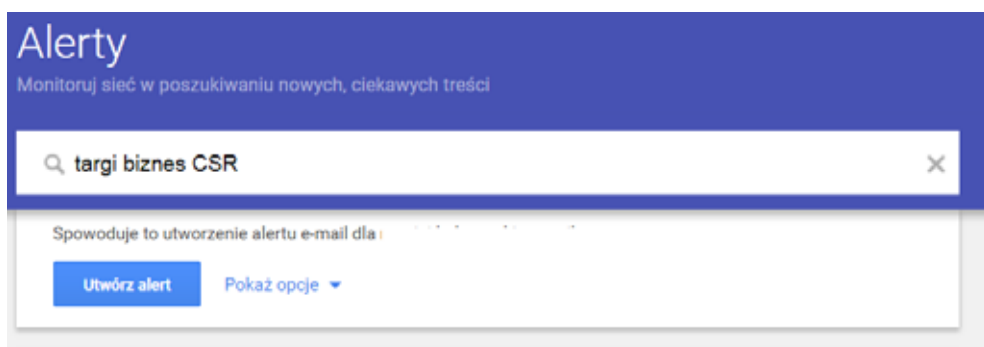 Alerty
Monitoruj sieć w poszukiwaniu nowych, ciekawych treści
targi biznes CSR
Spowoduje to utworzenie alertu e-mail dla
Utwórz alert
Pokaż opcje